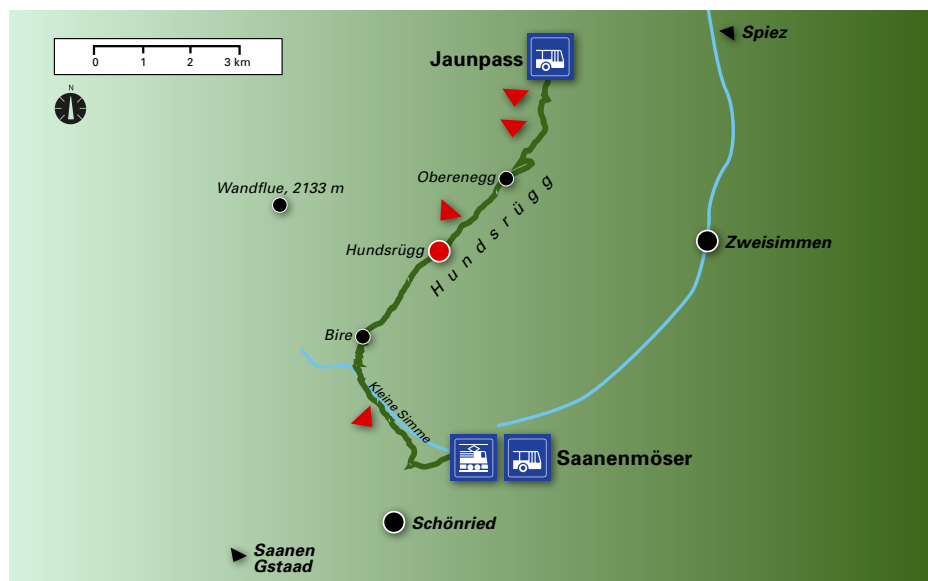 Spiez
Jaunpass
0 1 2 3 km
N
Oberenegg
Wandflue, 2133 m
Hundsrügg
Zweisimmen
Hundsrügg
Bire
Kleine Simme
Saanenmöser
Schönried
Saanen
Gstaad